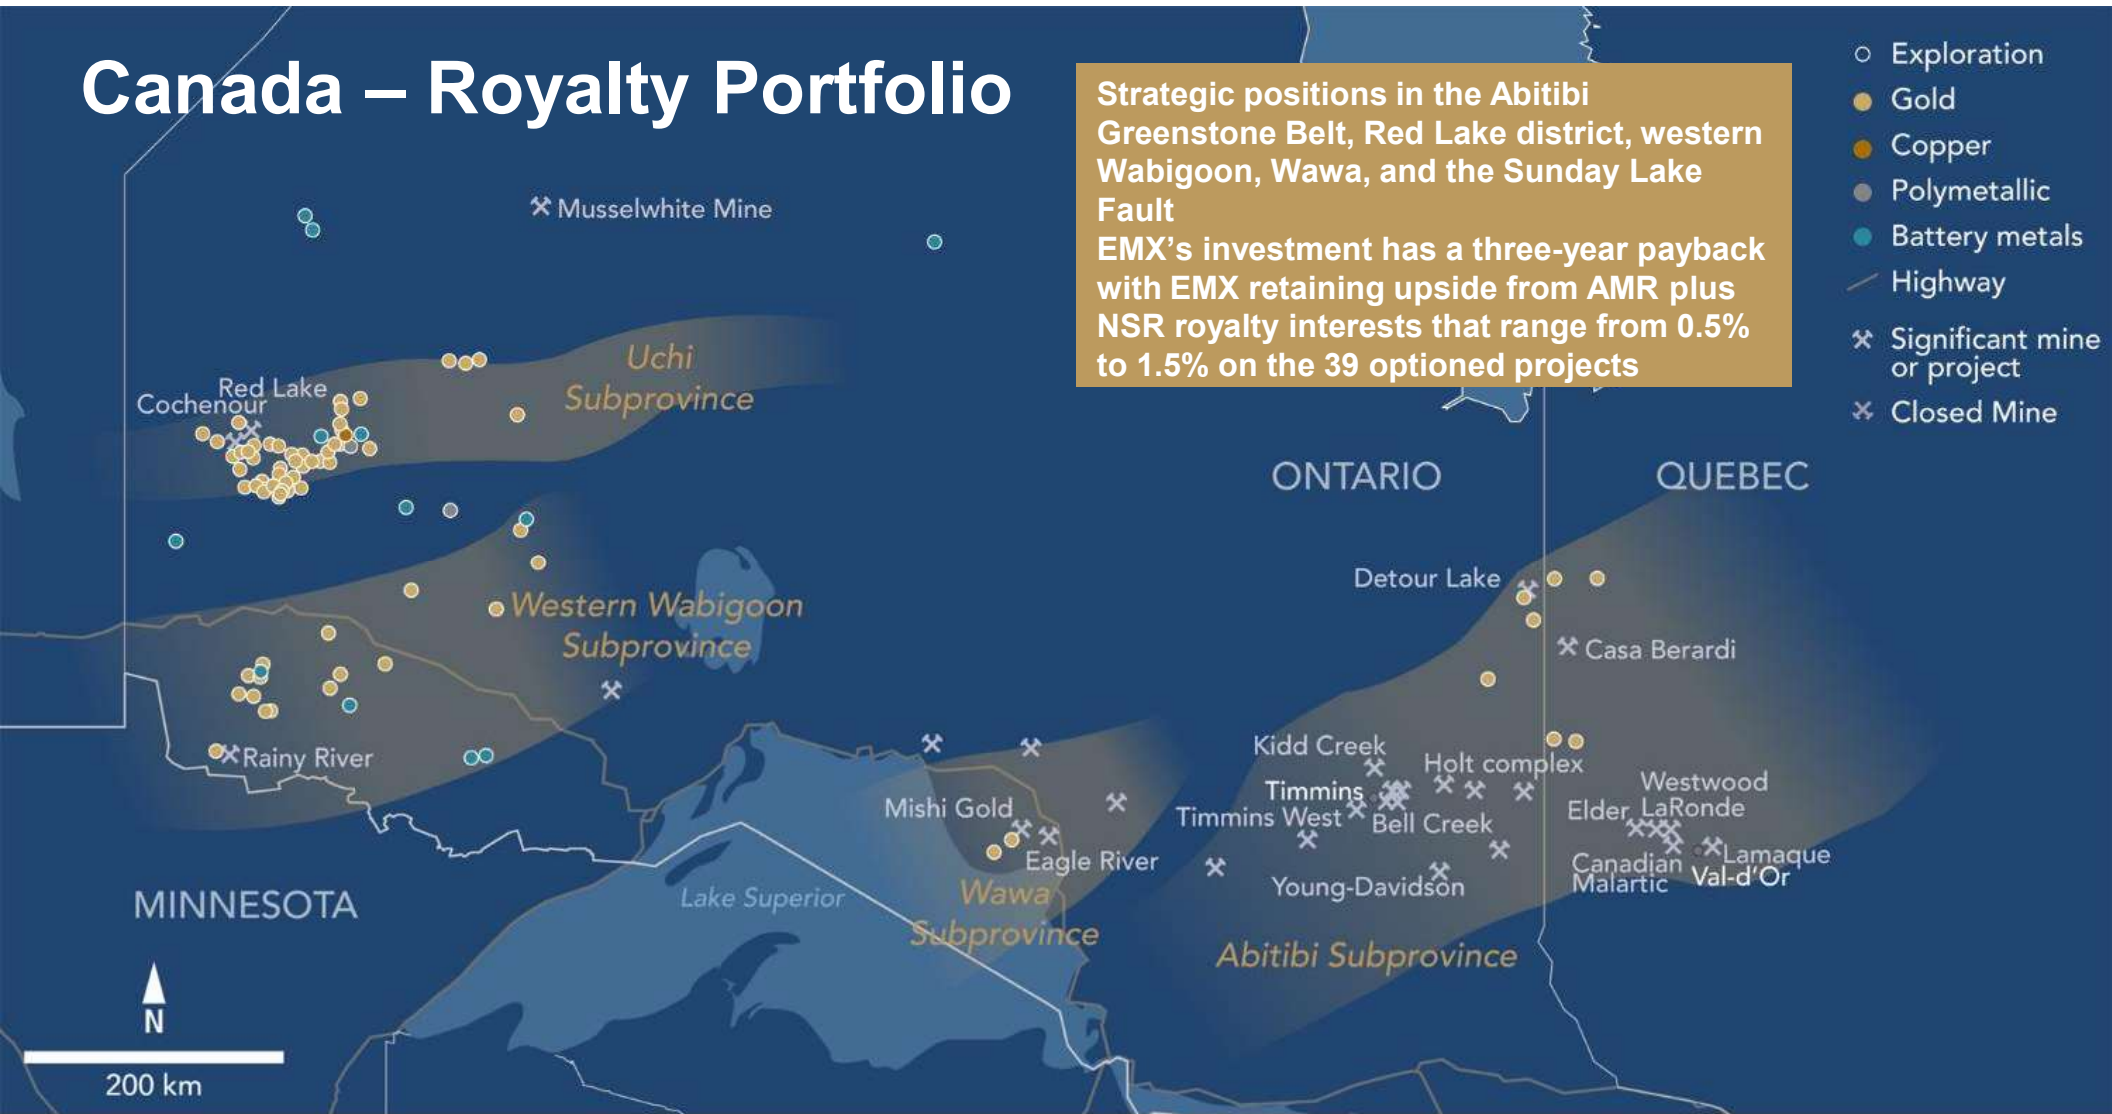 Canada – Royalty Portfolio
Strategic positions in the Abitibi
Greenstone Belt, Red Lake district, western
Wabigoon, Wawa, and the Sunday Lake
Fault
EMX’s investment has a three-year payback
with EMX retaining upside from AMR plus
NSR royalty interests that range from 0.5%
to 1.5% on the 39 optioned projects
Exploration
Gold
Copper
Polymetallic
Battery metals
Highway
Significant mine
or project
Closed Mine
Musselwhite Mine
Uchi
Subprovince
Red Lake
Cochenour
ONTARIO
QUEBEC
Detour Lake
Casa Berardi
Western Wabigoon
Subprovince
Rainy River
Kidd Creek
Holt complex
Timmins
Timmins West
Bell Creek
Westwood
Elder
LaRonde
Canadian
Malartic
Lamaque
Val-d’Or
Young-Davidson
Mishi Gold
Eagle River
Wawa
Subprovince
Abitibi Subprovince
Lake Superior
MINNESOTA
N
200 km